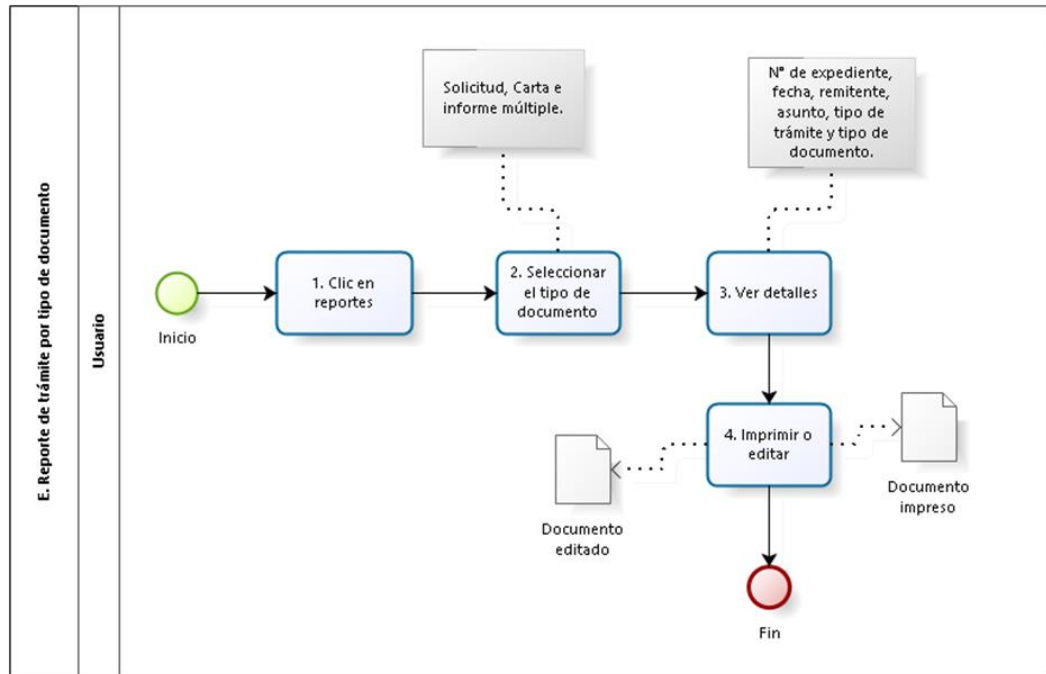 E. Reporte de trámite por tipo de documento
Usuario
Solicitud, Carta e
informe múltiple.
N° de expediente,
fecha, remitente,
asunto, tipo de
trámite y tipo de
documento.
Inicio
1. Clic en
reportes
2. Seleccionar
el tipo de
documento
3. Ver detalles
4. Imprimir o
editar
Documento
editado
Documento
impreso
Fin